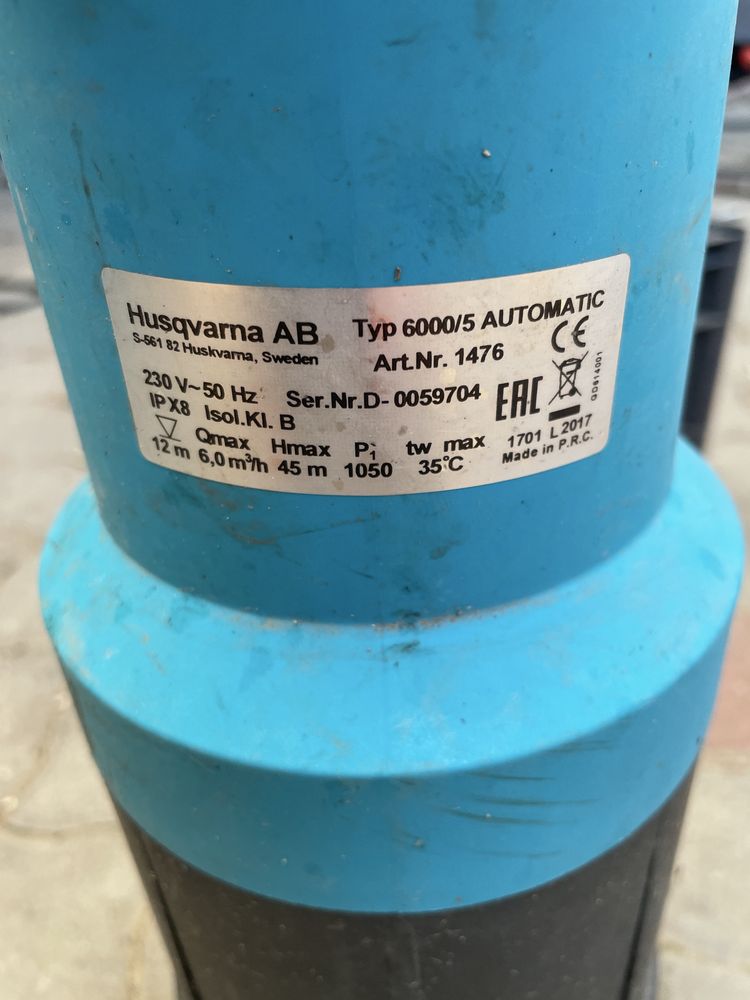 Husqvarna AB
S-561 82 Huskvarna, Sweden
Typ 6000/5 AUTOMATIC
Art.Nr. 1476
CE
230 V~50 Hz
IPX8 Isol.Kl. B
Ser.Nr.D- 0059704
EAC
Qmax Hmax P1 tw max
12 m 6,0 m³/h 45 m 1050 35°C
1701 L 2017
Made in P.R.C.